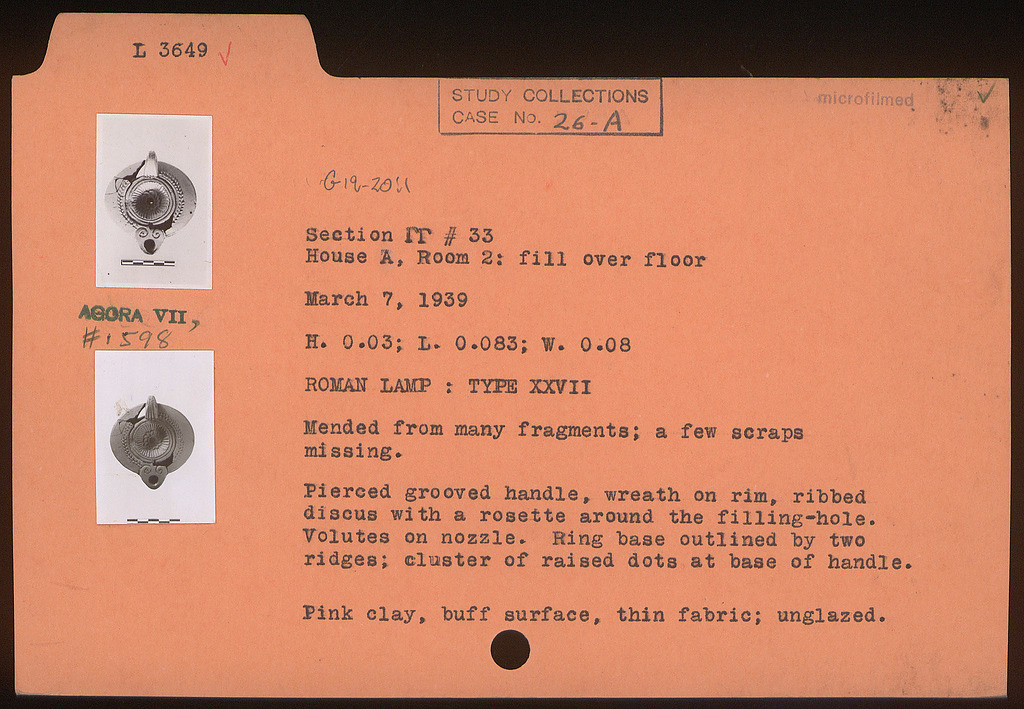 L 3649 ✓
STUDY COLLECTIONS
CASE No. 26-A
microfilmed
AGORA VII,
#1598
Section ΠΓ # 33
House A, Room 2: fill over floor
March 7, 1939
H. 0.03; L. 0.083; W. 0.08
ROMAN LAMP : TYPE XXVII
Mended from many fragments; a few scraps
missing.
Pierced grooved handle, wreath on rim, ribbed
discus with a rosette around the filling-hole.
Volutes on nozzle.  Ring base outlined by two
ridges; cluster of raised dots at base of handle.
Pink clay, buff surface, thin fabric; unglazed.